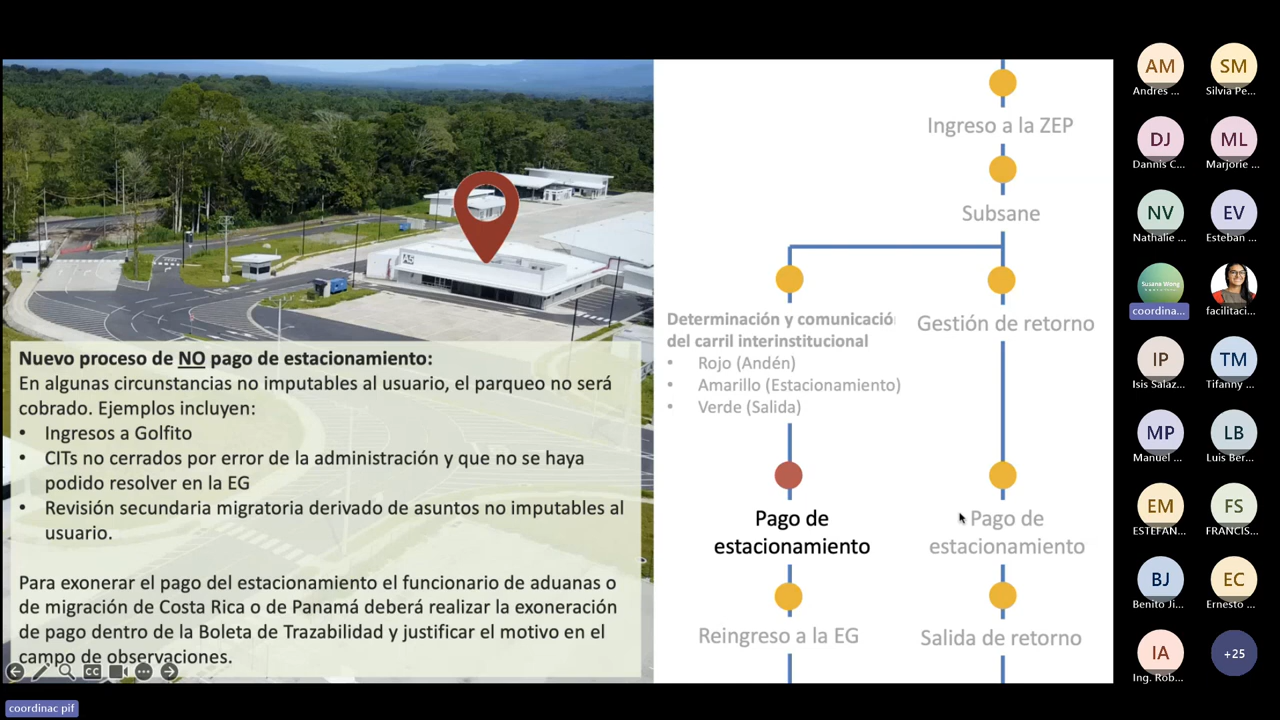 Nuevo proceso de NO pago de estacionamiento:
En algunas circunstancias no imputables al usuario, el parqueo no será
cobrado. Ejemplos incluyen:
• Ingresos a Golfito
• CITs no cerrados por error de la administración y que no se haya
podido resolver en la EG
• Revisión secundaria migratoria derivado de asuntos no imputables al
usuario.
Para exonerar el pago del estacionamiento el funcionario de aduanas o
de migración de Costa Rica o de Panamá deberá realizar la exoneración
de pago dentro de la Boleta de Trazabilidad y justificar el motivo en el
campo de observaciones.
CC
coordinac pif
Ingreso a la ZEP
Subsane
Determinación y comunicació
del carril interinstitucional
• Rojo (Andén)
• Amarillo (Estacionamiento)
• Verde (Salida)
Gestión de retorno
Pago de
estacionamiento
Pago de
estacionamiento
Reingreso a la EG
Salida de retorno
AM
Andres ...
SM
Silvia Pe...
DJ
Dannis C...
ML
Marjorie ...
NV
Nathalie ...
EV
Esteban ...
Susana Wong
coordina...
facilitaci...
IP
Isis Salaz...
TM
Tifanny ...
MP
Manuel ...
LB
Luis Ber...
EM
ESTEFAN...
FS
FRANCIS...
BJ
Benito Ji...
EC
Ernesto ...
IA
Ing. Rob...
+25